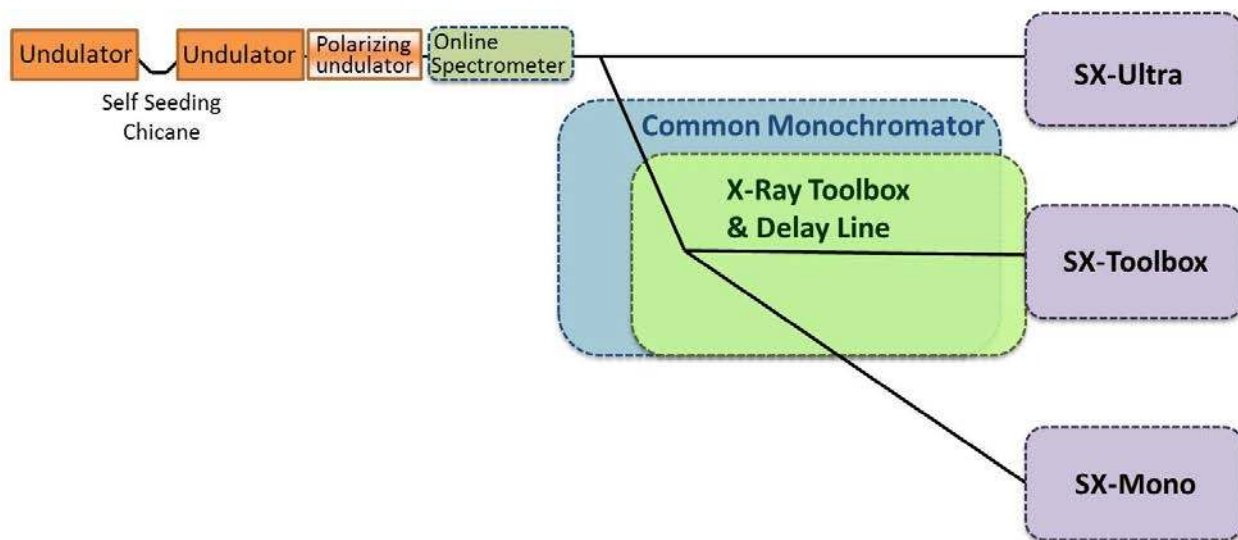 Undulator
Undulator
Polarizing
undulator
Online
Spectrometer
Self Seeding
Chicane
SX-Ultra
Common Monochromator
X-Ray Toolbox
& Delay Line
SX-Toolbox
SX-Mono